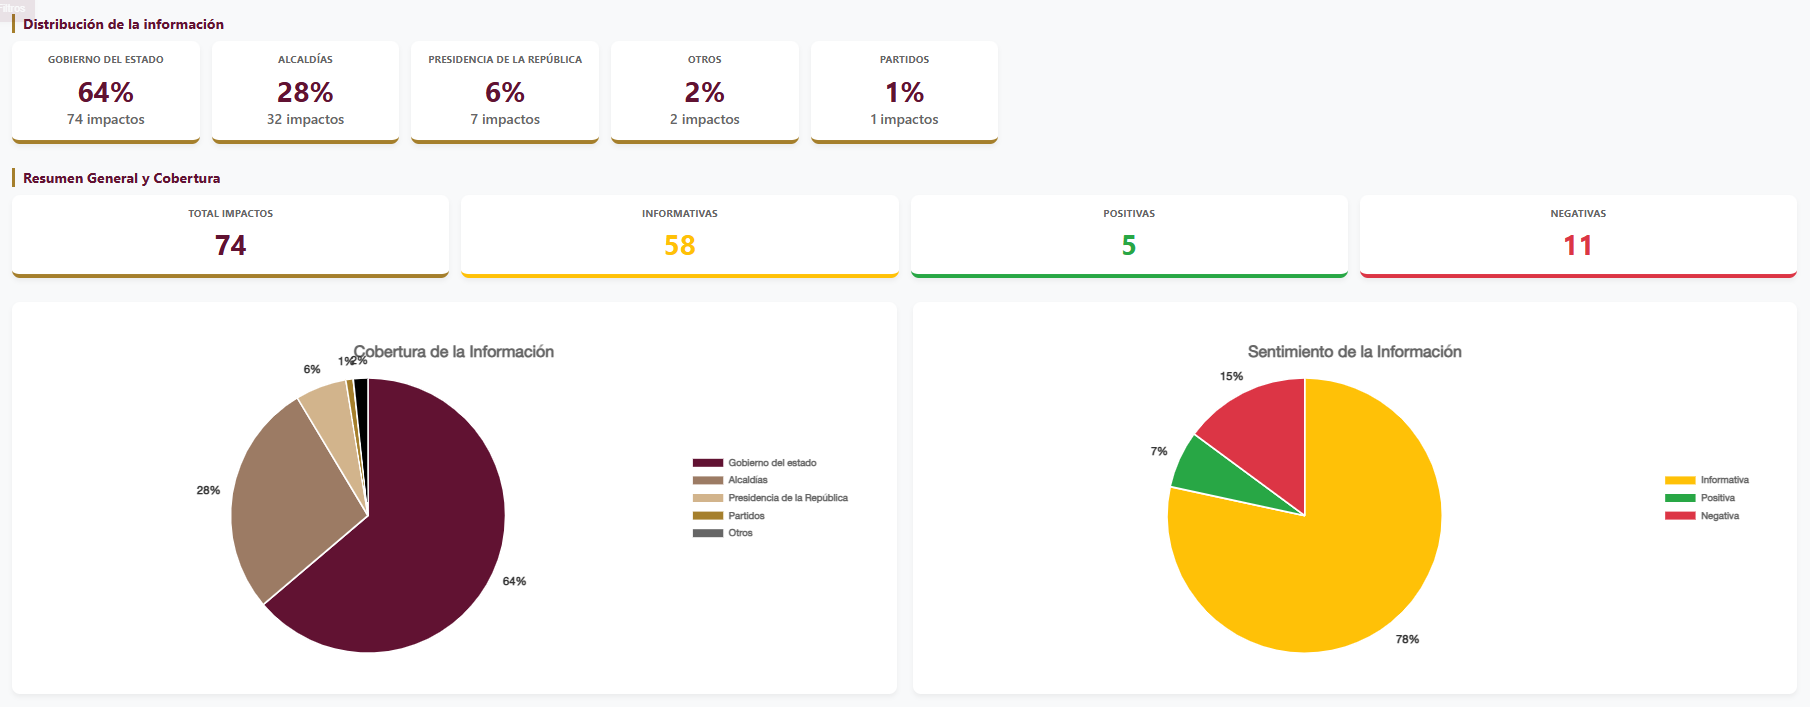 Filtros
Distribución de la información
GOBIERNO DEL ESTADO
64%
74 impactos
ALCALDÍAS
28%
32 impactos
PRESIDENCIA DE LA REPÚBLICA
6%
7 impactos
OTROS
2%
2 impactos
PARTIDOS
1%
1 impactos
Resumen General y Cobertura
TOTAL IMPACTOS
74
INFORMATIVAS
58
POSITIVAS
5
NEGATIVAS
11
Cobertura de la Información
6%
1%
2%
28%
64%
Gobierno del estado
Alcaldías
Presidencia de la República
Partidos
Otros
Sentimiento de la Información
15%
7%
78%
Informativa
Positiva
Negativa